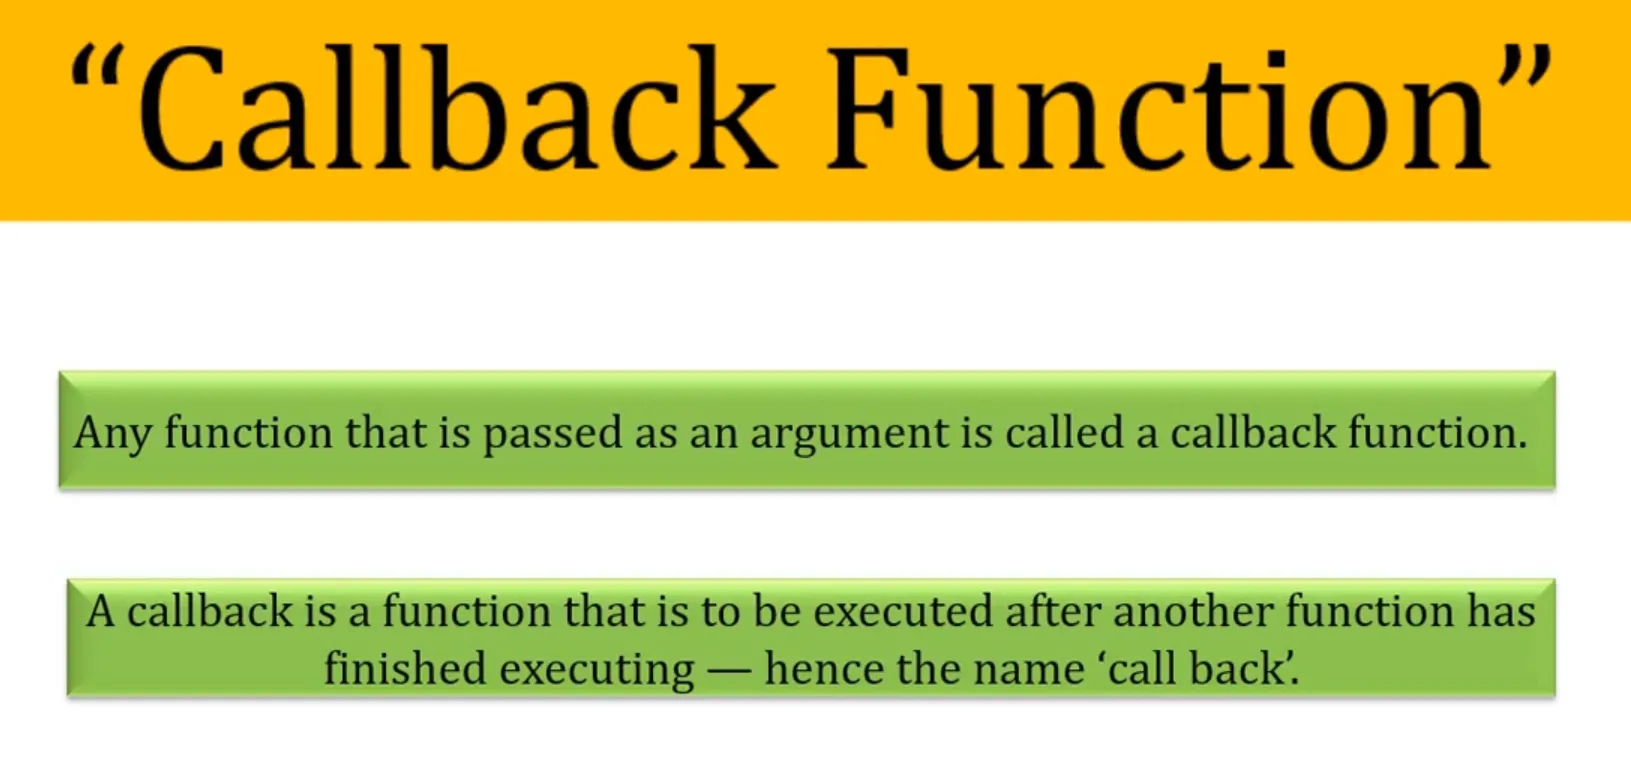 “Callback Function”
Any function that is passed as an argument is called a callback function.
A callback is a function that is to be executed after another function has
finished executing — hence the name ‘call back’.